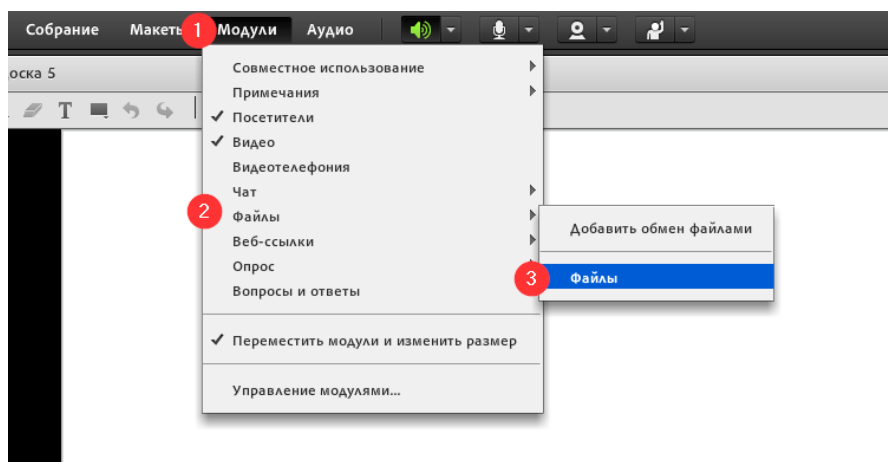 Собрание Макеты 1 Модули Аудио
оска 5
T
Совместное использование
Примечания
Посетители
Видео
Видеотелефония
Чат
2 Файлы
Добавить обмен файлами
Веб-ссылки
Опрос
3 Файлы
Вопросы и ответы
Переместить модули и изменить размер
Управление модулями...